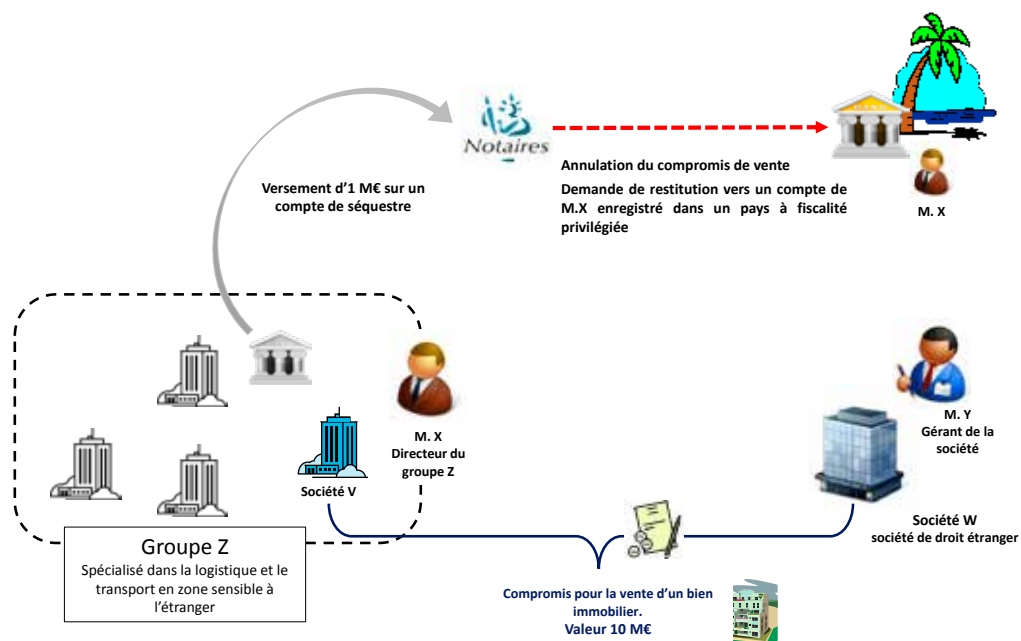 Notaires
BANK
Annulation du compromis de vente
Demande de restitution vers un compte de
M.X enregistré dans un pays à fiscalité
privilégiée
M. X
Versement d’1 M€ sur un
compte de séquestre
M. X
Directeur du
groupe Z
Société V
M. Y
Gérant de la
société
Société W
société de droit étranger
Groupe Z
Spécialisé dans la logistique et le
transport en zone sensible à
l’étranger
Compromis pour la vente d’un bien
immobilier.
Valeur 10 M€